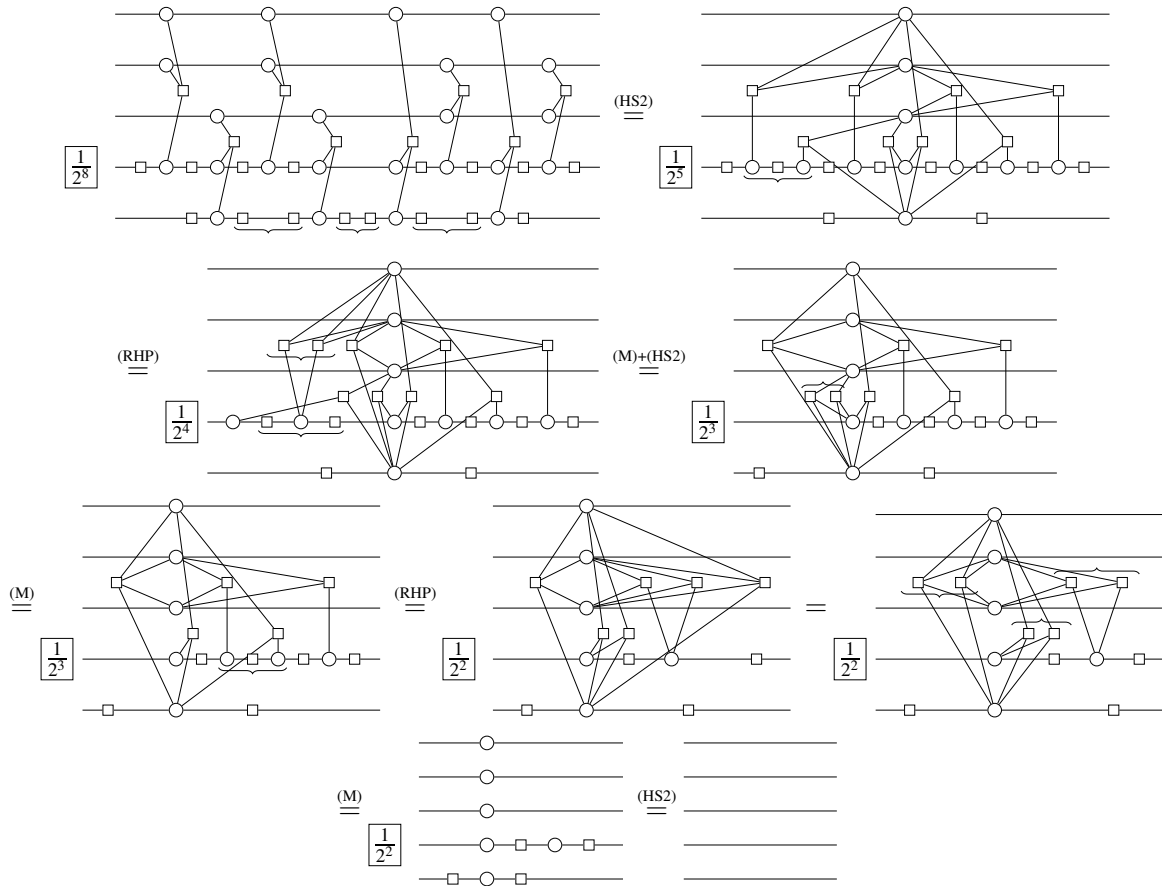 (HS2)
1/2^8
1/2^5
(RHP)
(M)+(HS2)
1/2^4
1/2^3
(M)
(RHP)
=
1/2^3
1/2^2
1/2^2
(M)
(HS2)
1/2^2